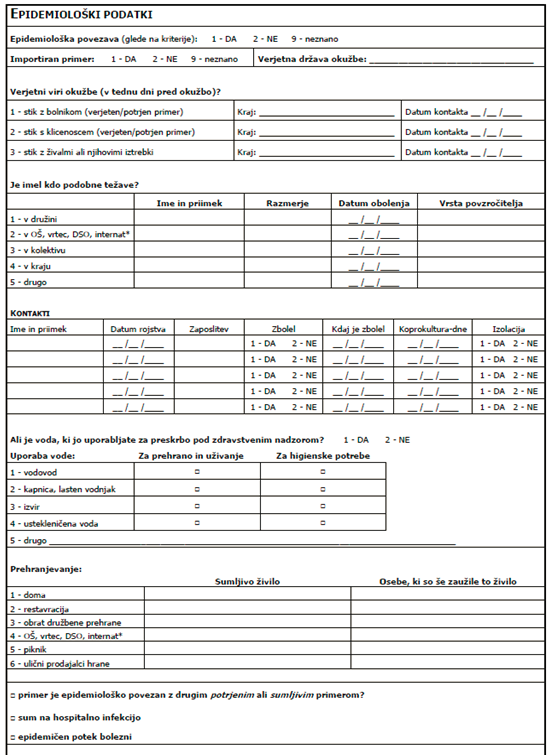 EPIDEMIOLOŠKI PODATKI
Epidemiološka povezava (glede na kriterije): 1 - DA 2 - NE 9 - neznano
Importiran primer: 1 - DA 2 - NE 9 - neznano Verjetna država okužbe: ______________________________
Verjetni viri okužbe (v tednu dni pred okužbo)?
1 - stik z bolnikom (verjeten/potrjen primer) Kraj: _________________________ Datum kontakta __ /__ /____
2 - stik s klicenoscem (verjeten/potrjen primer) Kraj: _________________________ Datum kontakta __ /__ /____
3 - stik z živalmi ali njihovimi iztrebki Kraj: _________________________ Datum kontakta __ /__ /____
Je imel kdo podobne težave?
Ime in priimek Razmerje Datum obolenja Vrsta povzročitelja
1 - v družini __ /__ /____
2 - v OŠ, vrtec, DSO, internat* __ /__ /____
3 - v kolektivu __ /__ /____
4 - v kraju __ /__ /____
5 - drugo __ /__ /____
KONTAKTI
Ime in priimek Datum rojstva Zaposlitev Zbolel Kdaj je zbolel Koprokultura-dne Izolacija
__ /__ /____ 1 - DA 2 - NE __ /__ /____ __ /__ /____ 1 - DA 2 - NE
__ /__ /____ 1 - DA 2 - NE __ /__ /____ __ /__ /____ 1 - DA 2 - NE
__ /__ /____ 1 - DA 2 - NE __ /__ /____ __ /__ /____ 1 - DA 2 - NE
__ /__ /____ 1 - DA 2 - NE __ /__ /____ __ /__ /____ 1 - DA 2 - NE
__ /__ /____ 1 - DA 2 - NE __ /__ /____ __ /__ /____ 1 - DA 2 - NE
Ali je voda, ki jo uporabljate za preskrbo pod zdravstvenim nadzorom? 1 - DA 2 - NE
Uporaba vode: Za prehrano in uživanje Za higienske potrebe
1 - vodovod □ □
2 - kapnica, lasten vodnjak □ □
3 - izvir □ □
4 - ustekleničena voda □ □
5 - drugo ______________________________
Prehranjevanje:
Sumljivo živilo Osebe, ki so še zaužile to živilo
1 - doma
2 - restavracija
3 - obrat družbene prehrane
4 - OŠ, vrtec, DSO, internat*
5 - piknik
6 - ulični prodajalci hrane
□ primer je epidemiološko povezan z drugim potrjenim ali sumljivim primerom?
□ sum na hospitalno infekcijo
□ epidemičen potek bolezni